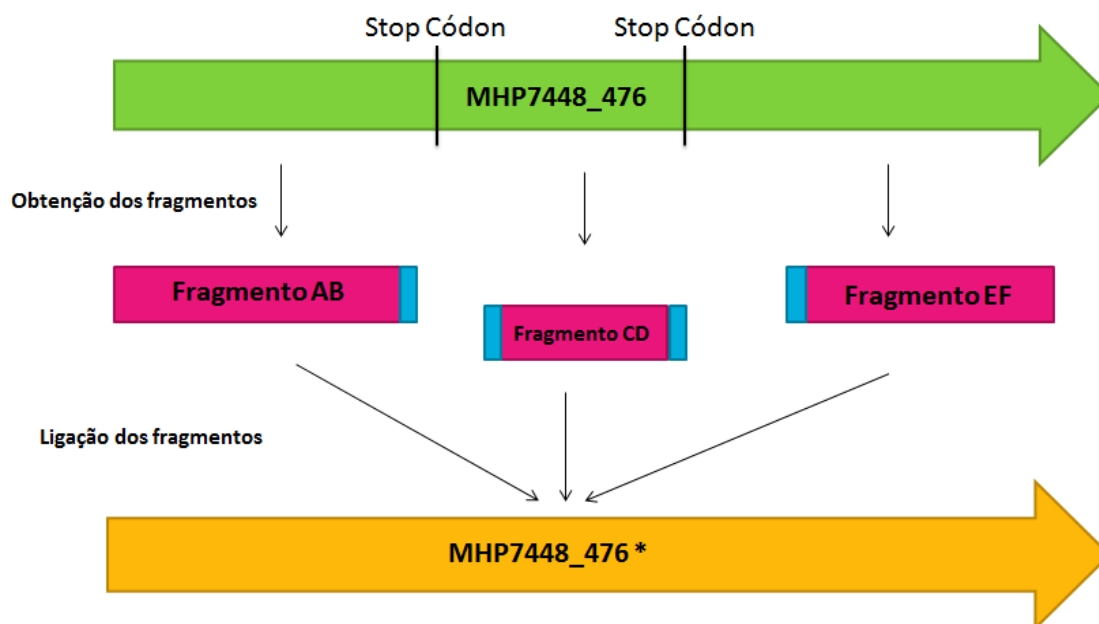 Stop Códon
Stop Códon
MHP7448_476
Obtenção dos fragmentos
Fragmento AB
Fragmento CD
Fragmento EF
Ligação dos fragmentos
MHP7448_476 *